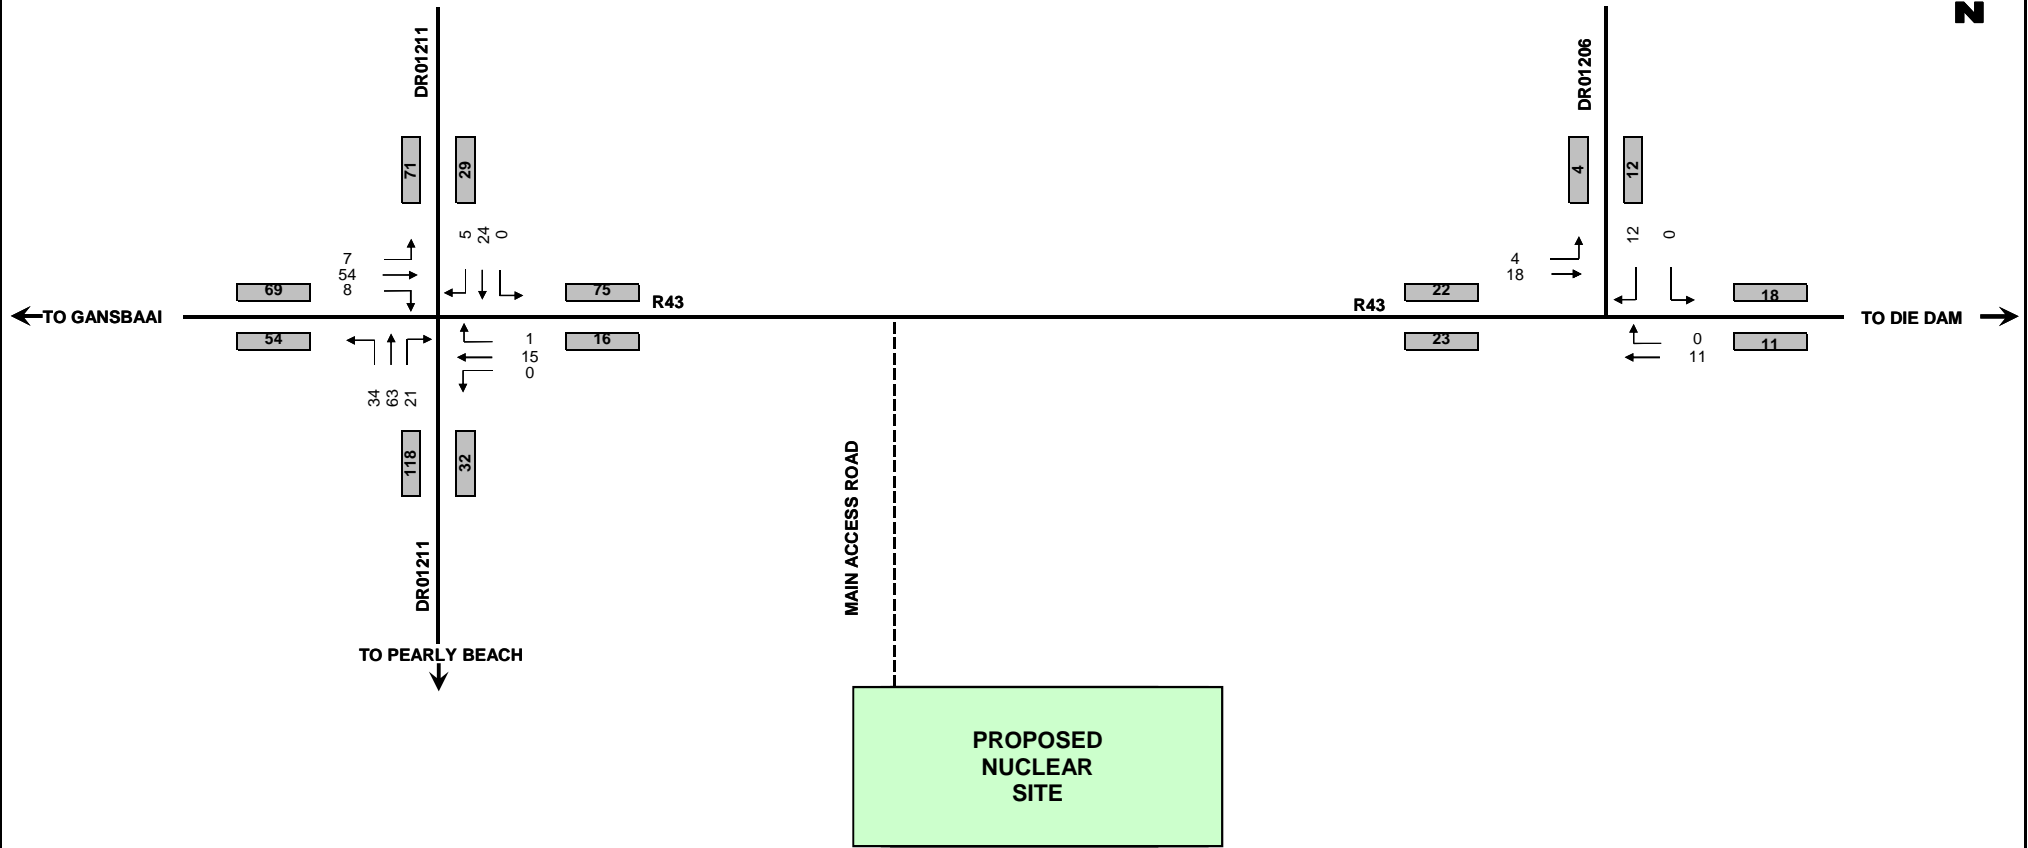 N
DR01211
DR01206
71
29
4
12
5
24
0
12
0
7
54
8
4
18
69
75
R43
R43
22
18
TO GANSBAAI
TO DIE DAM
54
16
23
11
1
15
0
0
11
34
63
21
118
32
MAIN ACCESS ROAD
DR01211
TO PEARLY BEACH
PROPOSED
NUCLEAR
SITE